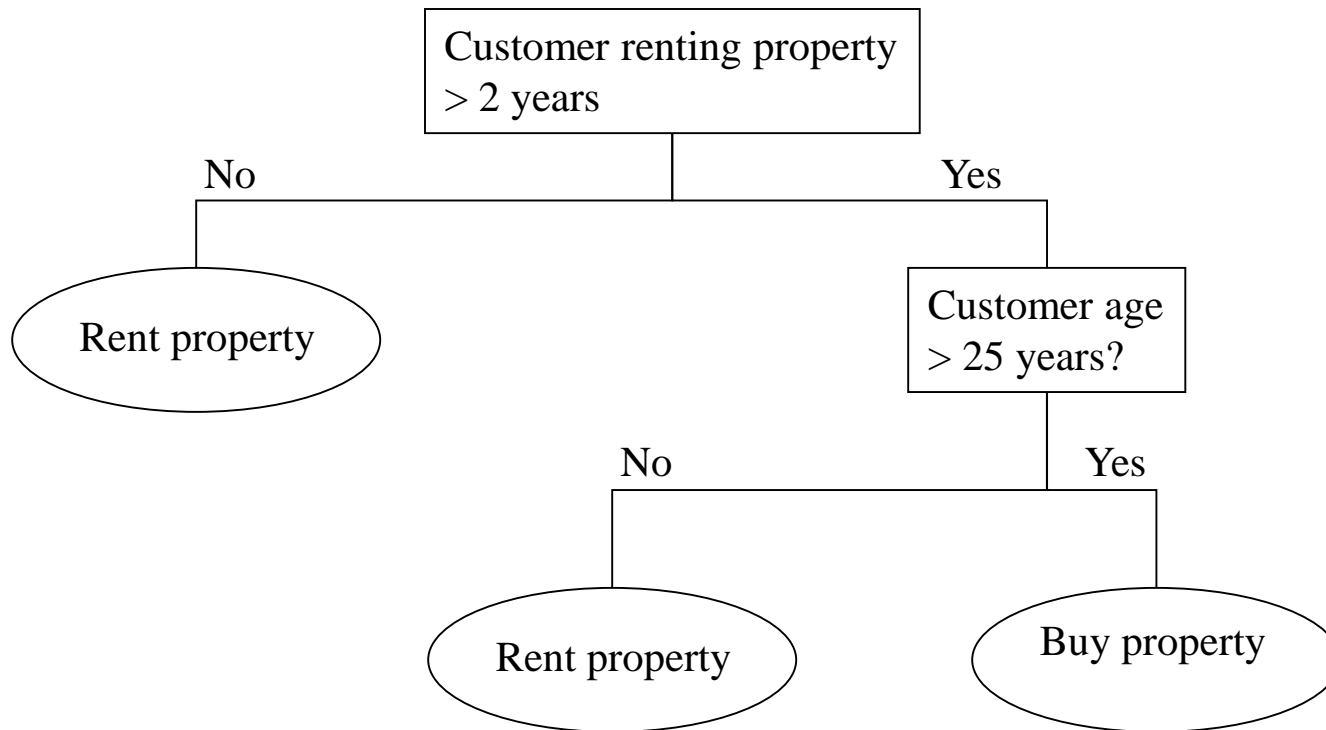 Customer renting property
> 2 years
No
Yes
Rent property
Customer age
> 25 years?
No
Yes
Rent property
Buy property